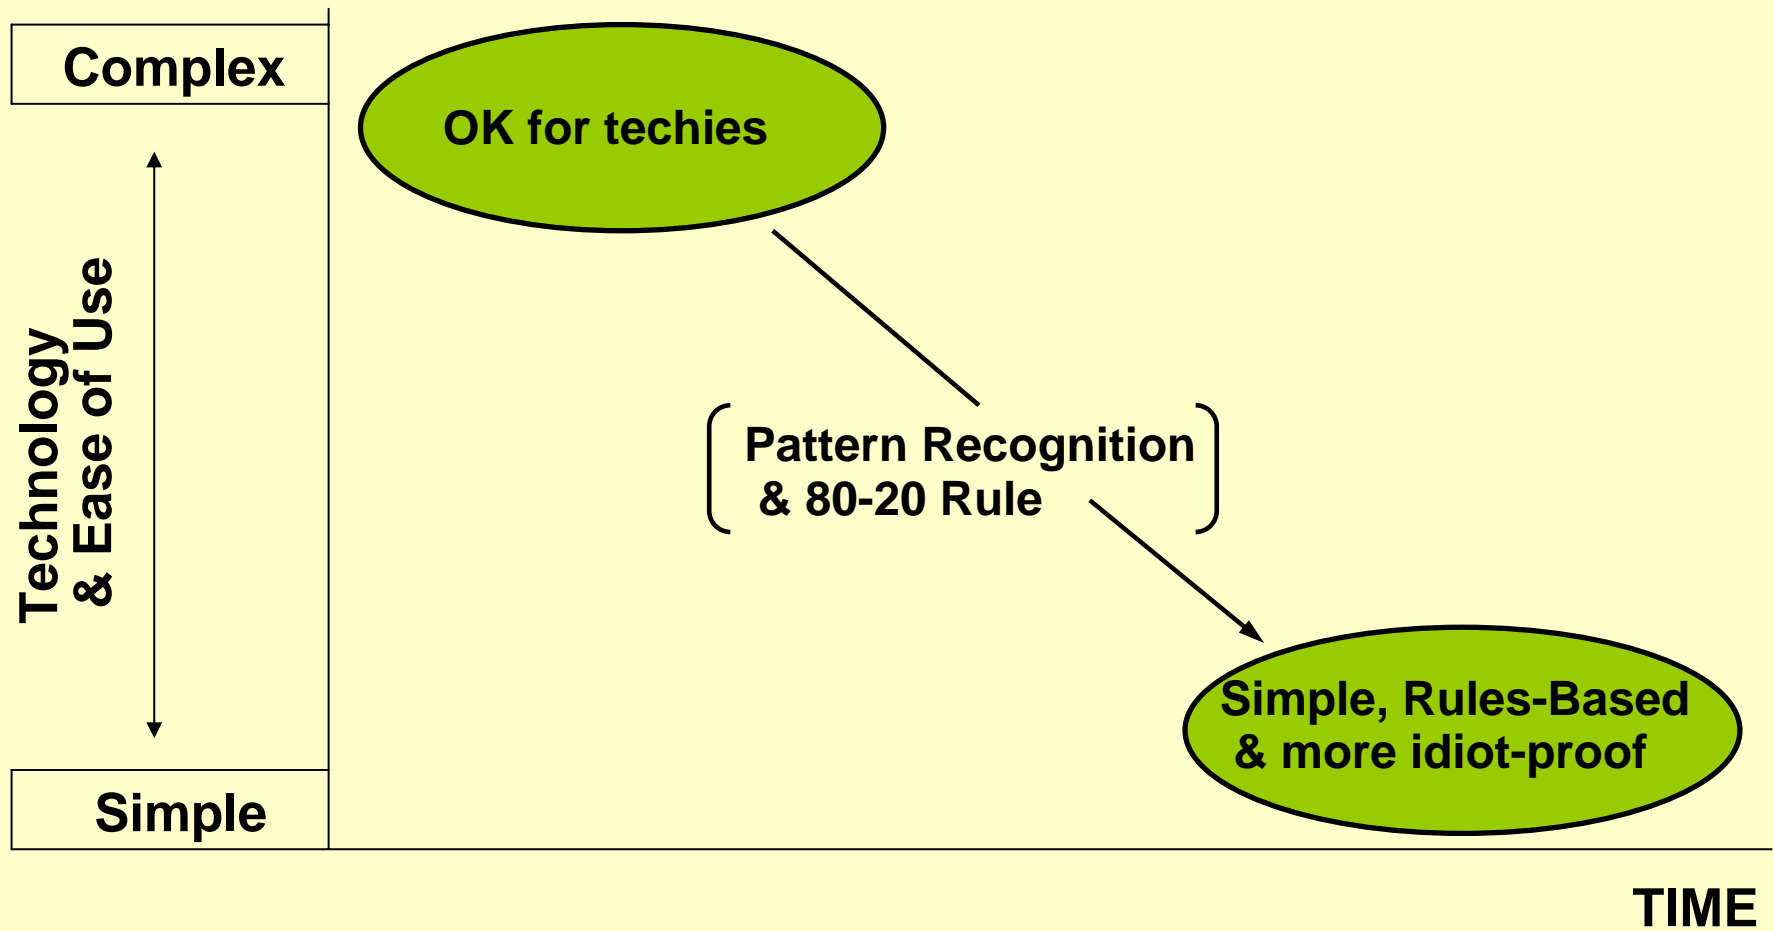 Complex
OK for techies
Technology
& Ease of Use
Pattern Recognition
& 80-20 Rule
Simple, Rules-Based
& more idiot-proof
Simple
TIME